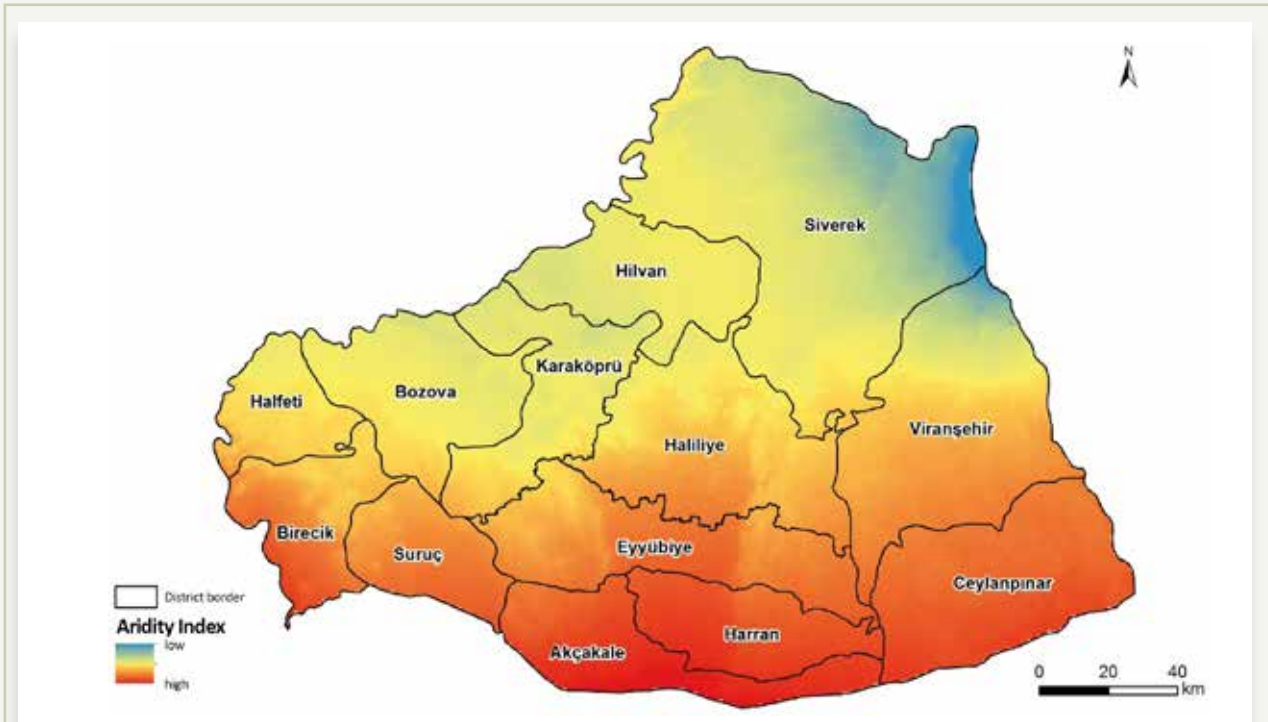 N
Siverek
Hilvan
Karaköprü
Halfeti
Bozova
Haliliye
Viranşehir
Birecik
Suruç
Eyyübiye
Ceylanpınar
Harran
Akçakale
District border
Aridity Index
low
high
0 20 40
km